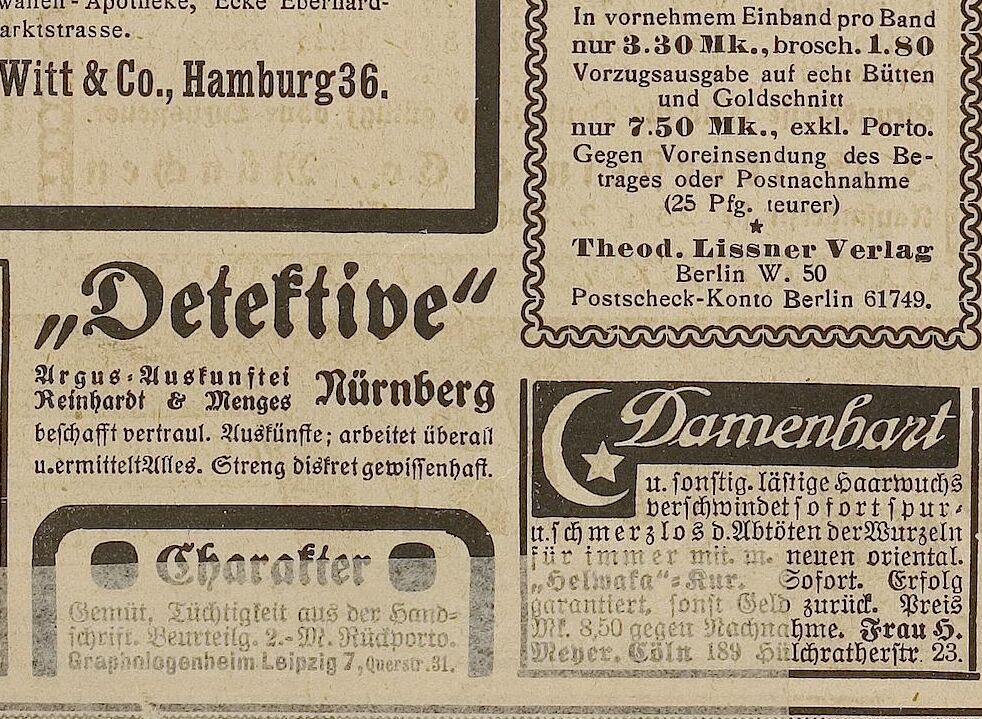 Apotheke, Ecke Eberhard-
arktstrasse.
Witt & Co., Hamburg 36.
In vornehmem Einband pro Band
nur 3.30 Mk., brosch. 1.80
Vorzugsausgabe auf echt Bütten
und Goldschnitt
nur 7.50 Mk., exkl. Porto.
Gegen Voreinsendung des Be-
trages oder Postnachnahme
(25 Pfg. teurer)
Theod. Lissner Verlag
Berlin W. 50
Postscheck-Konto Berlin 61749.
„Detektive“
Argus-Auskunftei
Reinhardt & Menges Nürnberg
beschafft vertraul. Auskünfte; arbeitet überall
u. ermittelt Alles. Streng diskret gewissenhaft.
Charakter
Gemüt, Tüchtigkeit aus der Hand-
schrift. Beurteilg. 2.- M. Rückporto.
Graphologenheim Leipzig 7, Querstr. 31.
Damenbart
u. sonstig. lästige Haarwuchs
verschwindet sofort spur-
u. schmerzlos d. Abtöten der Wurzeln
für immer mit. m. neuen oriental.
„Helwaka“-Kur. Sofort. Erfolg
garantiert, sonst Geld zurück. Preis
Mk. 8,50 gegen Nachnahme. Frau H.
Meyer, Cöln 189 Hülchratherstr. 23.